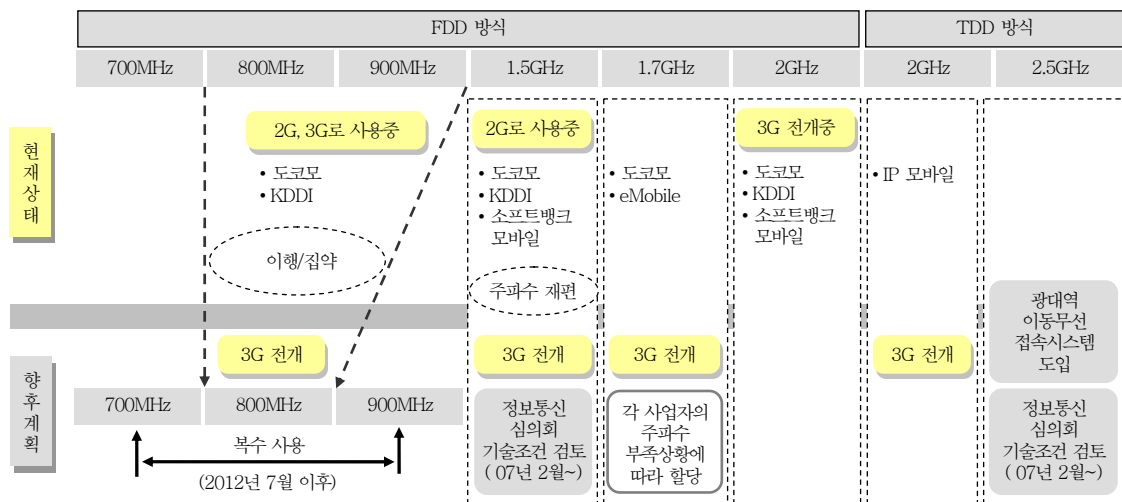 FDD 방식
TDD 방식
700MHz 800MHz 900MHz 1.5GHz 1.7GHz 2GHz 2GHz 2.5GHz
현재상태
2G, 3G로 사용중
• 도코모
• KDDI
이행/집약
2G로 사용중
• 도코모
• KDDI
• 소프트뱅크
모바일
주파수 재편
• 도코모
• eMobile
3G 전개중
• 도코모
• KDDI
• 소프트뱅크
모바일
• IP 모바일
광대역
이동무선
접속시스템
도입
향후계획
3G 전개
3G 전개
3G 전개
3G 전개
700MHz 800MHz 900MHz
복수 사용
(2012년 7월 이후)
정보통신
심의회
기술조건 검토
( 07년 2월~)
각 사업자의
주파수
부족상황에
따라 할당
정보통신
심의회
기술조건 검토
( 07년 2월~)